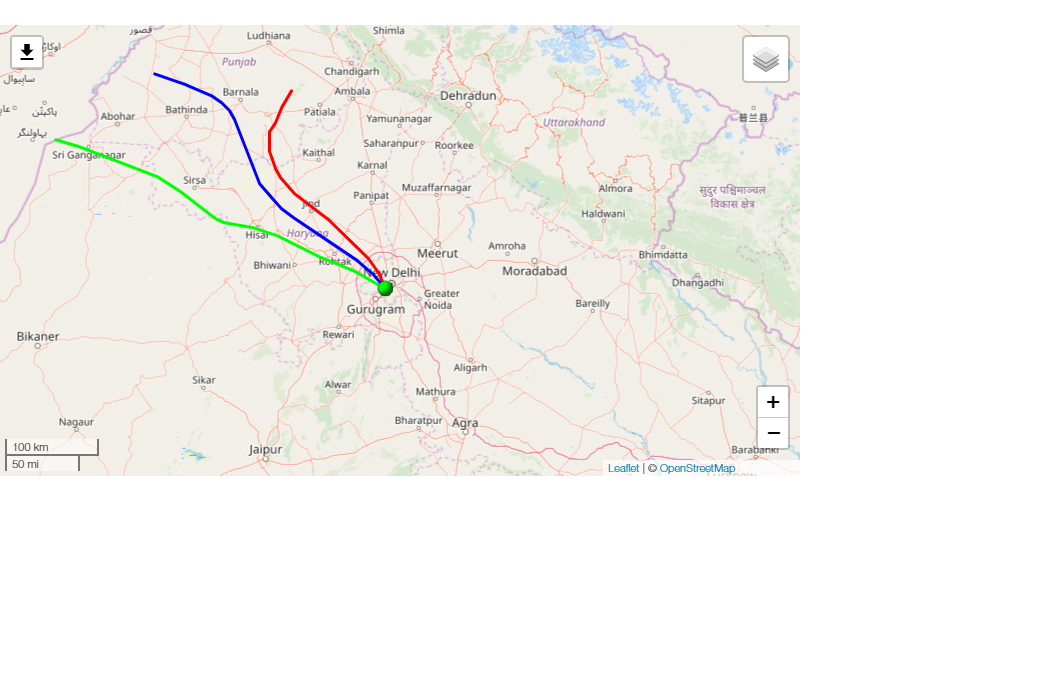 قصور
Ludhiana
Shimla
اوکاڑ
Punjab
Chandigarh
ساہیوال
Barnala
Ambala
Dehradun
پاکپتن
Abohar
Bathinda
Patiala
Yamunanagar
Uttarakhand
普兰县
بہاولنگر
Saharanpur
Roorkee
Sri Ganganagar
Kaithal
Karnal
Sirsa
Panipat
Muzaffarnagar
Almora
सुदुर पश्चिमाञ्चल
विकास क्षेत्र
Jind
Haldwani
Hisar
Haryana
Amroha
Meerut
Bhimdatta
Bhiwani
Rohtak
New Delhi
Moradabad
Dhangadhi
Greater
Noida
Gurugram
Bareilly
Bikaner
Rewari
Aligarh
Sikar
Alwar
Mathura
Sitapur
+
Nagaur
Bharatpur
Agra
−
100 km
Jaipur
Barabanki
50 mi
Leaflet | © OpenStreetMap